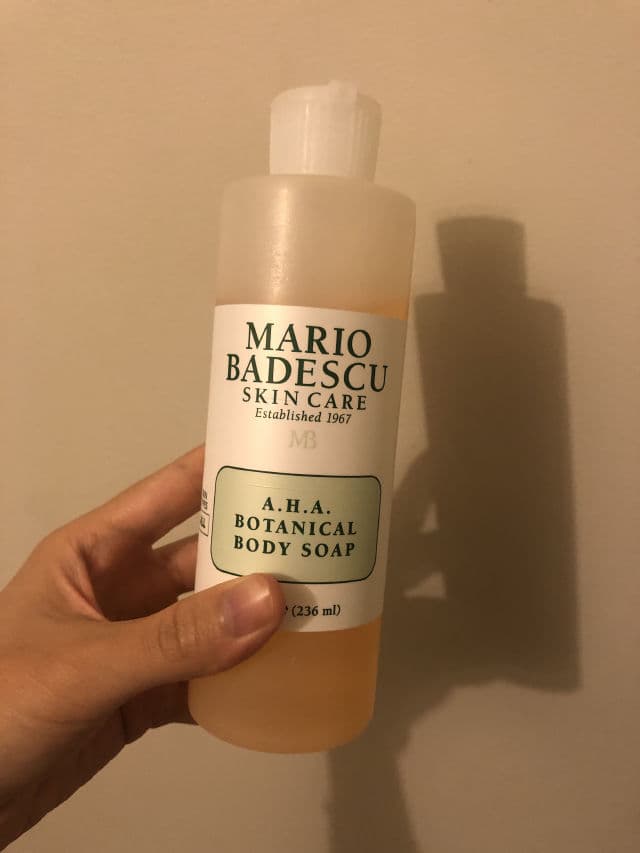 MARIO
BADESCU
SKIN CARE
Established 1967
MB
A.H.A.
BOTANICAL
BODY SOAP
(236 ml)